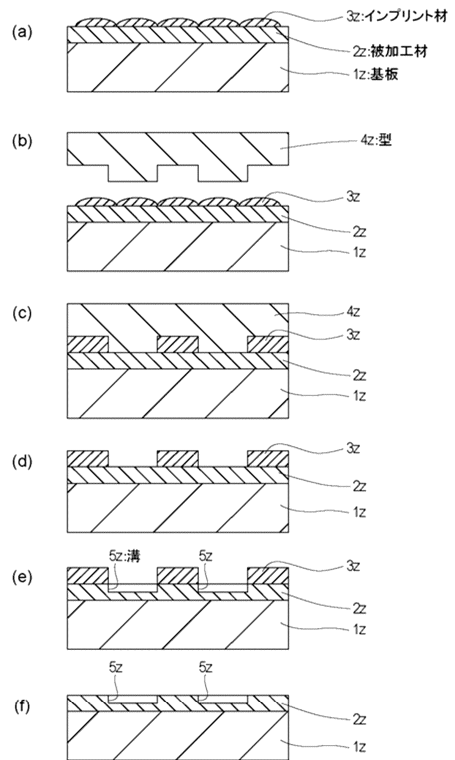 (a)
3z:インプリント材
2z:被加工材
1z:基板
(b)
4z:型
3z
2z
1z
(c)
4z
3z
2z
1z
(d)
3z
2z
1z
(e)
5z:溝
5z
3z
2z
1z
(f)
5z
5z
2z
1z